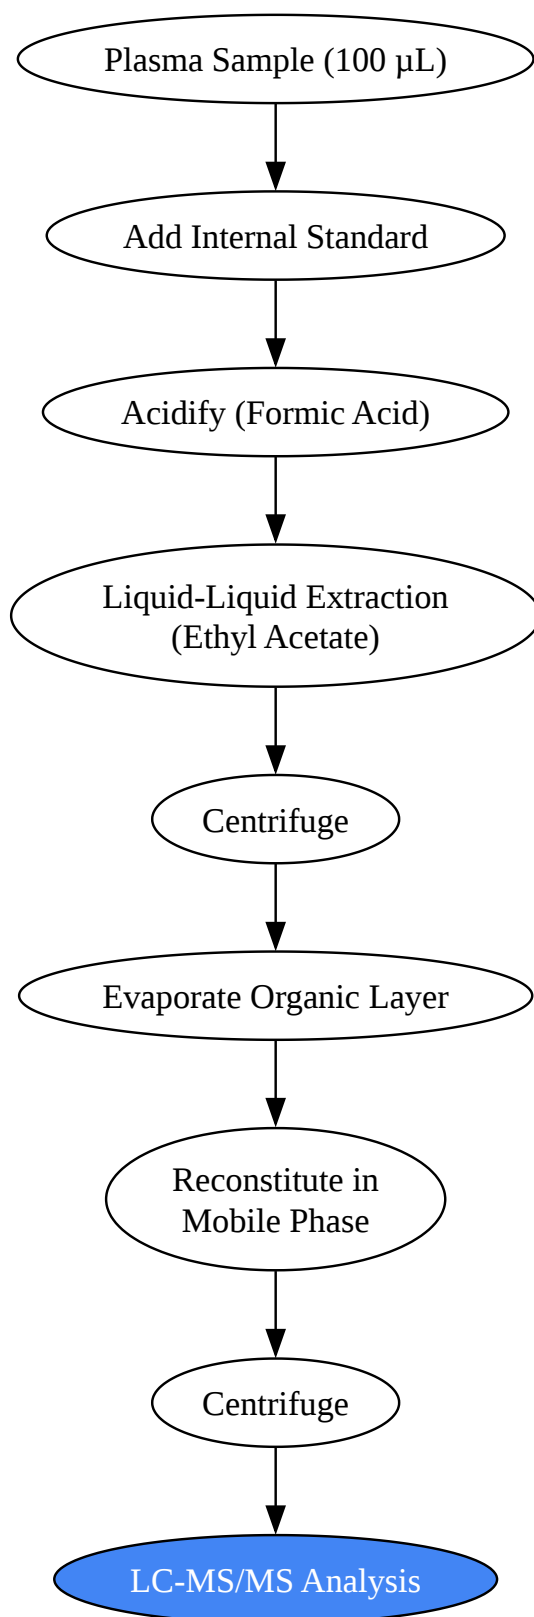 Plasma Sample (100 µL)
Add Internal Standard
Acidify (Formic Acid)
Liquid-Liquid Extraction
(Ethyl Acetate)
Centrifuge
Evaporate Organic Layer
Reconstitute in
Mobile Phase
Centrifuge
LC-MS/MS Analysis